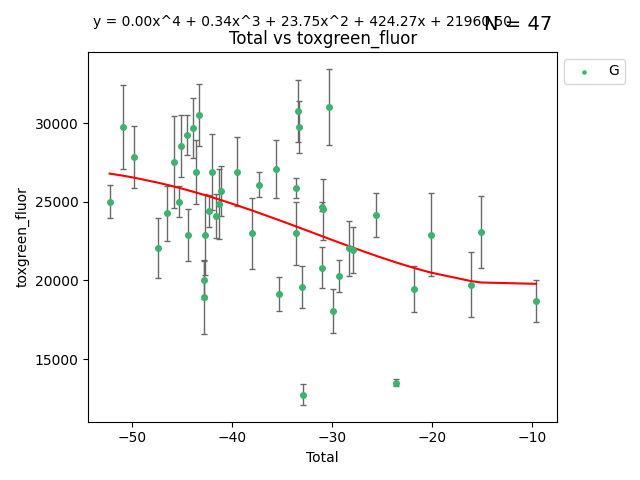 y = 0.00x^4 + 0.34x^3 + 23.75x^2 + 424.27x + 21960.50
N = 47
Total vs toxgreen_fluor
G
toxgreen_fluor
30000
25000
20000
15000
−50
−40
−30
−20
−10
Total